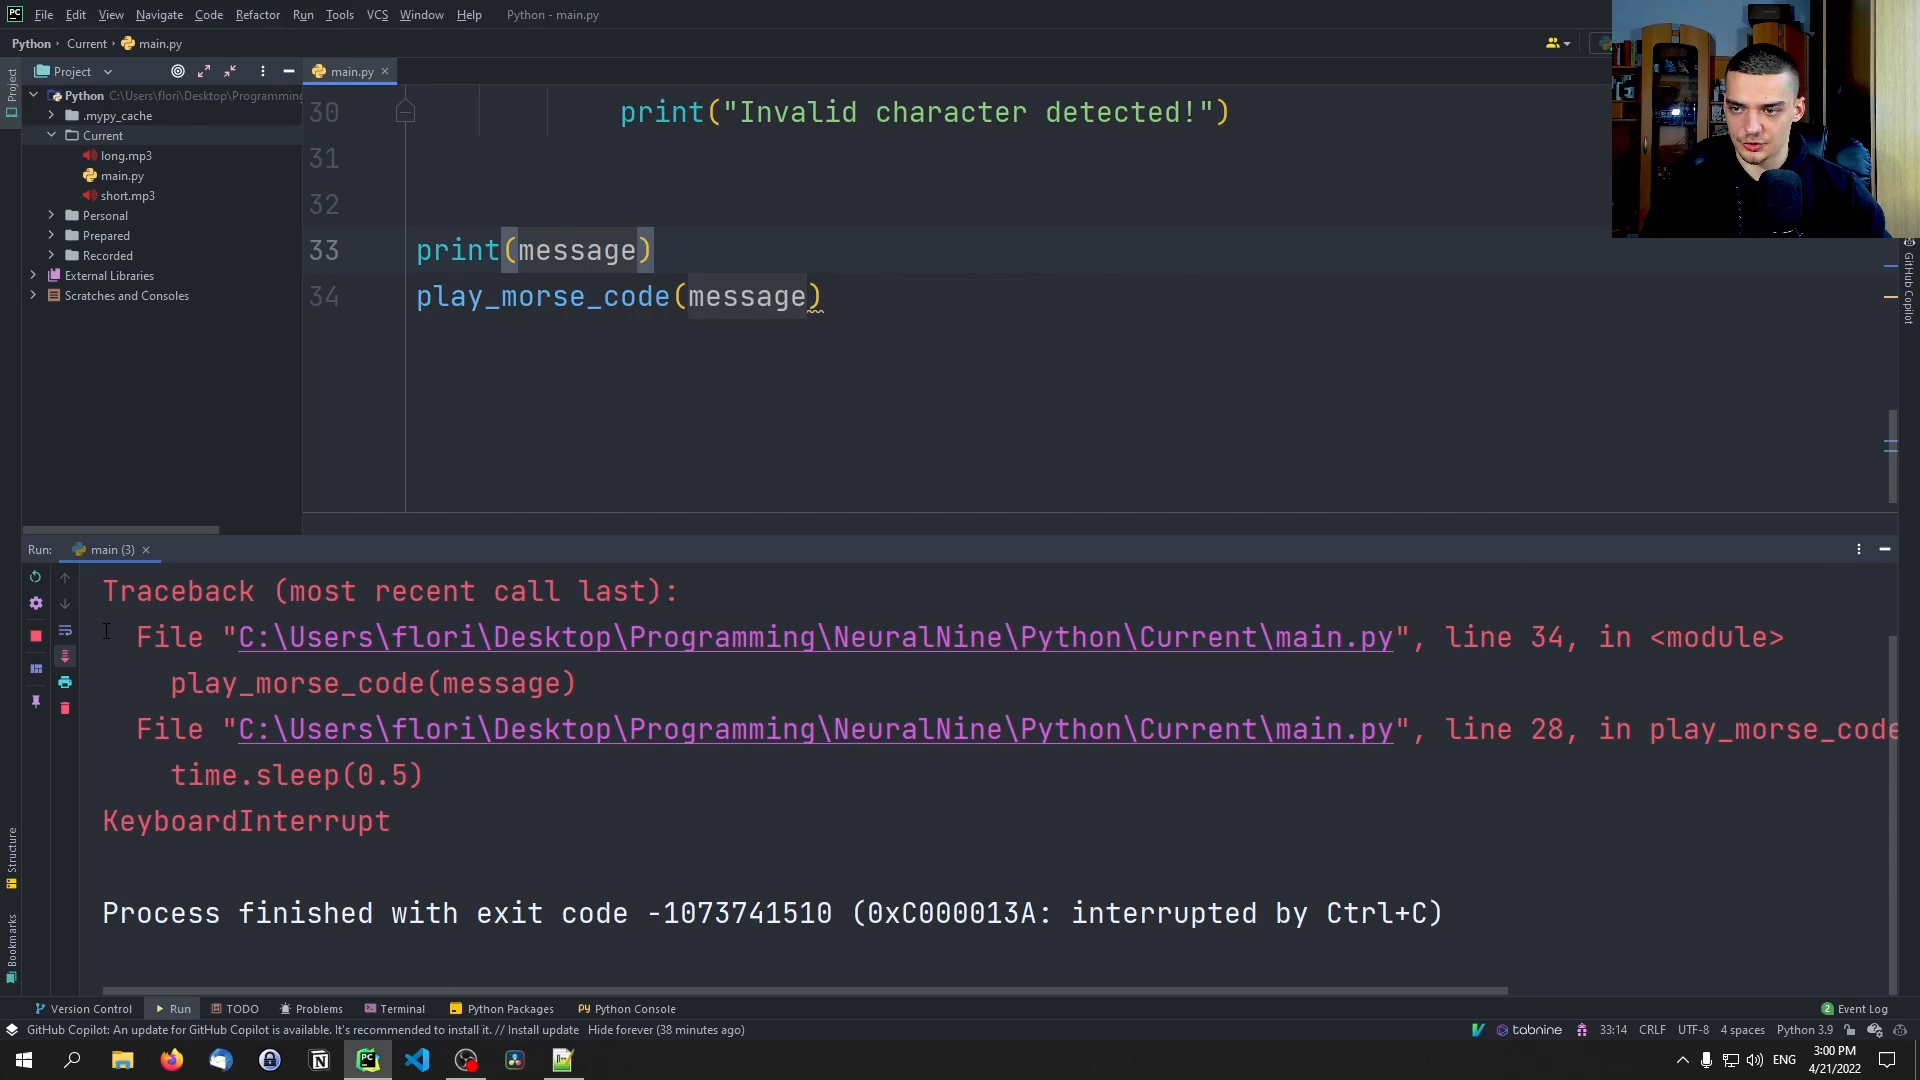 PC File Edit View Navigate Code Refactor Run Tools VCS Window Help Python - main.py
Python › Current › main.py
Project
main.py
Project
Python C:\Users\flori\Desktop\Programming
.mypy_cache
Current
long.mp3
main.py
short.mp3
Personal
Prepared
Recorded
External Libraries
Scratches and Consoles
30 print("Invalid character detected!")
31
32
33 print(message)
34 play_morse_code(message)
GitHub Copilot
Run: main (3)
Traceback (most recent call last):
File "C:\Users\flori\Desktop\Programming\NeuralNine\Python\Current\main.py", line 34, in <module>
play_morse_code(message)
File "C:\Users\flori\Desktop\Programming\NeuralNine\Python\Current\main.py", line 28, in play_morse_code
time.sleep(0.5)
KeyboardInterrupt
Process finished with exit code -1073741510 (0xC000013A: interrupted by Ctrl+C)
Structure
Bookmarks
Version Control Run TODO Problems Terminal Python Packages Python Console 2 Event Log
GitHub Copilot: An update for GitHub Copilot is available. It's recommended to install it. // Install update Hide forever (38 minutes ago) tabnine 33:14 CRLF UTF-8 4 spaces Python 3.9
ENG
3:00 PM
4/21/2022